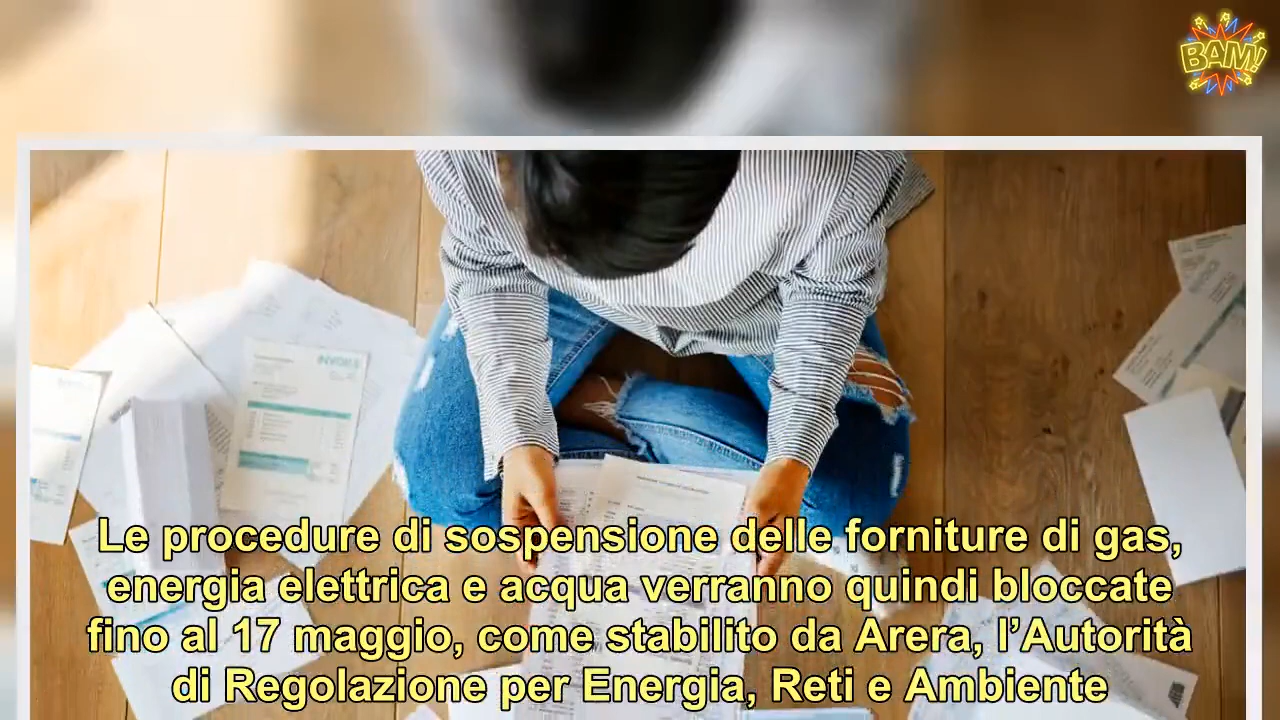 BAM!
INVOICE
Le procedure di sospensione delle forniture di gas,
energia elettrica e acqua verranno quindi bloccate
fino al 17 maggio, come stabilito da Arera, l’Autorità
di Regolazione per Energia, Reti e Ambiente